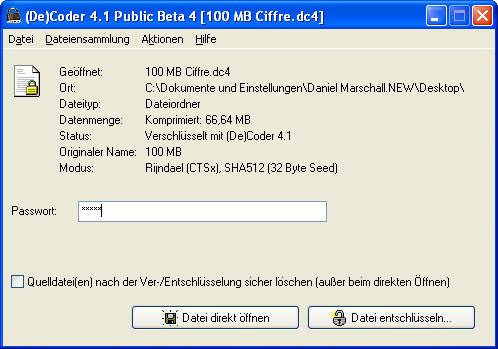 (De)Coder 4.1 Public Beta 4 [100 MB Ciffre.dc4]
Datei Dateiensammlung Aktionen Hilfe
Geöffnet: 100 MB Ciffre.dc4
Ort: C:\Dokumente und Einstellungen\Daniel Marschall.NEW\Desktop\
Dateityp: Dateiordner
Datenmenge: Komprimiert: 66,64 MB
Status: Verschlüsselt mit (De)Coder 4.1
Originaler Name: 100 MB
Modus: Rijndael (CTSx), SHA512 (32 Byte Seed)
Passwort: *****
Quelldatei(en) nach der Ver-/Entschlüsselung sicher löschen (außer beim direkten Öffnen)
Datei direkt öffnen Datei entschlüsseln...